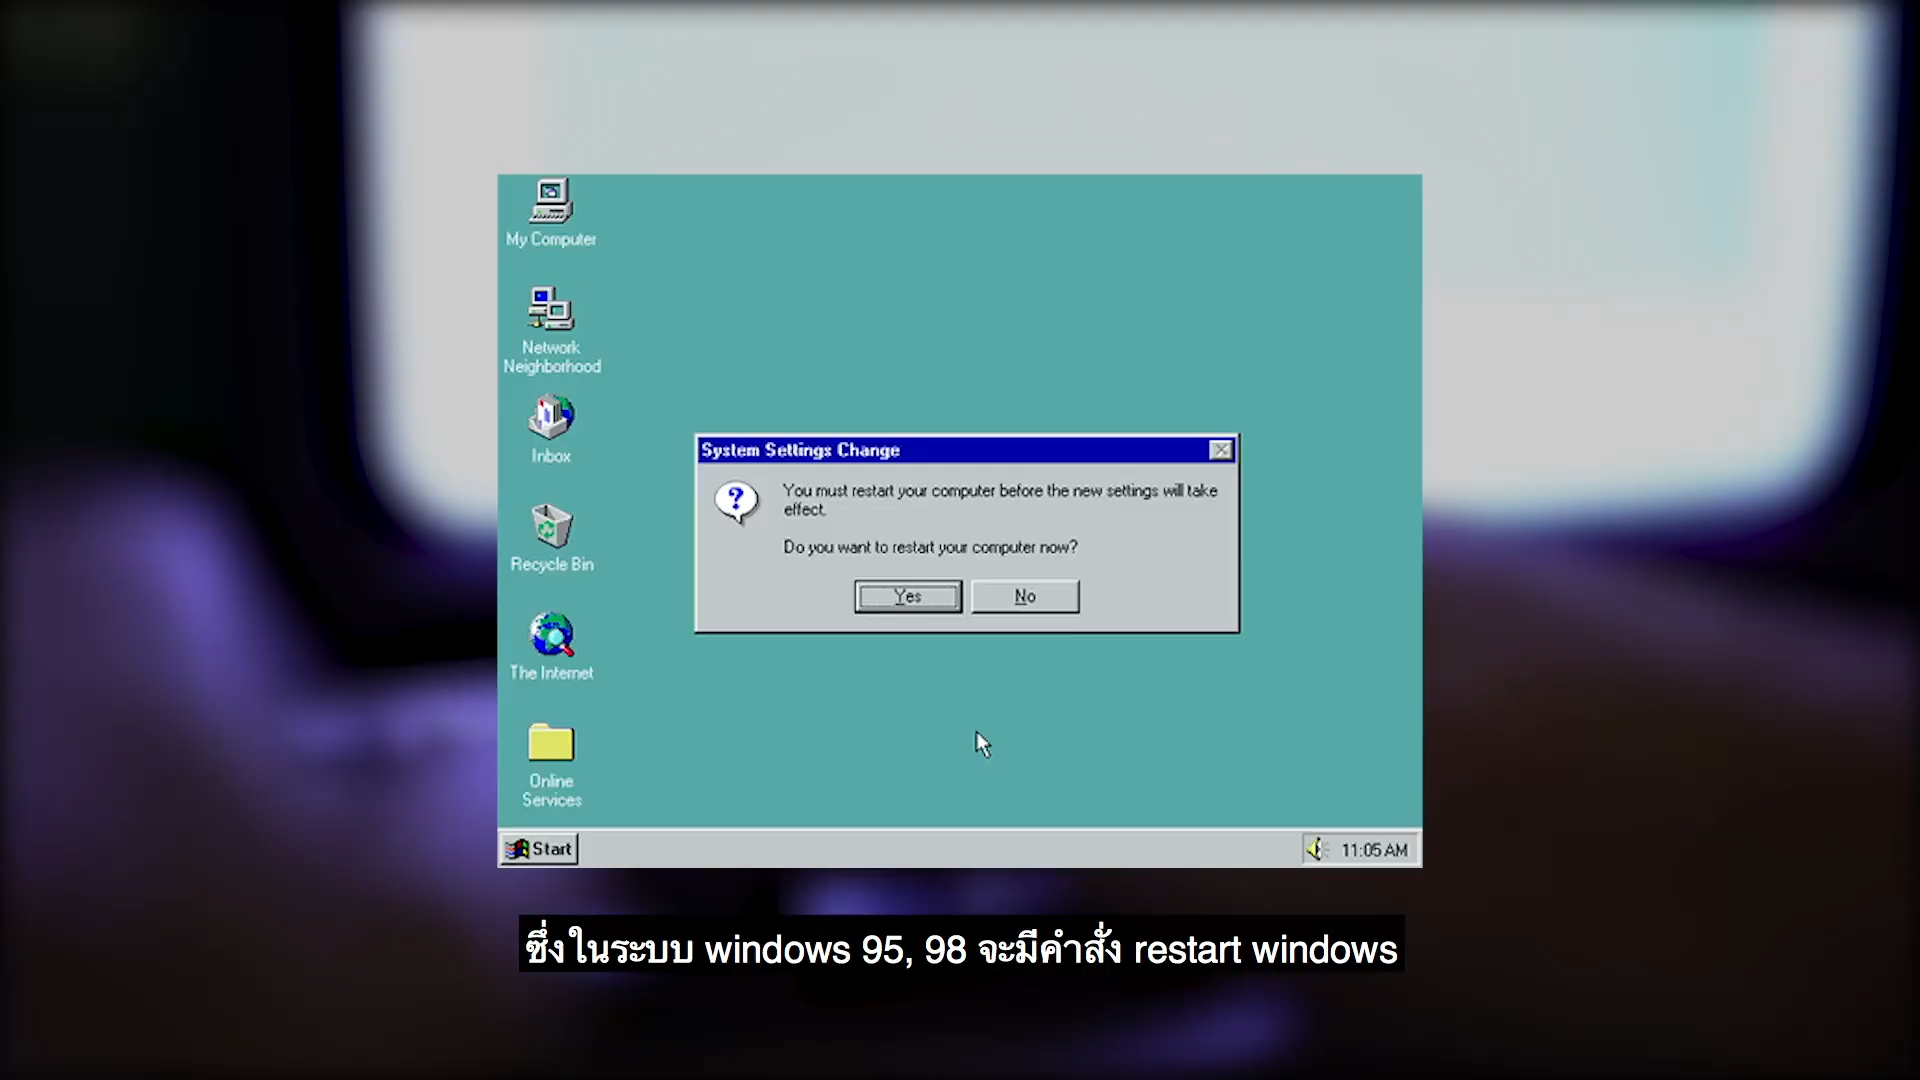 My Computer
Network
Neighborhood
Inbox
Recycle Bin
The Internet
Online
Services
System Settings Change
You must restart your computer before the new settings will take
effect.
Do you want to restart your computer now?
Yes
No
Start
11:05 AM
ซึ่งในระบบ windows 95, 98 จะมีคำสั่ง restart windows